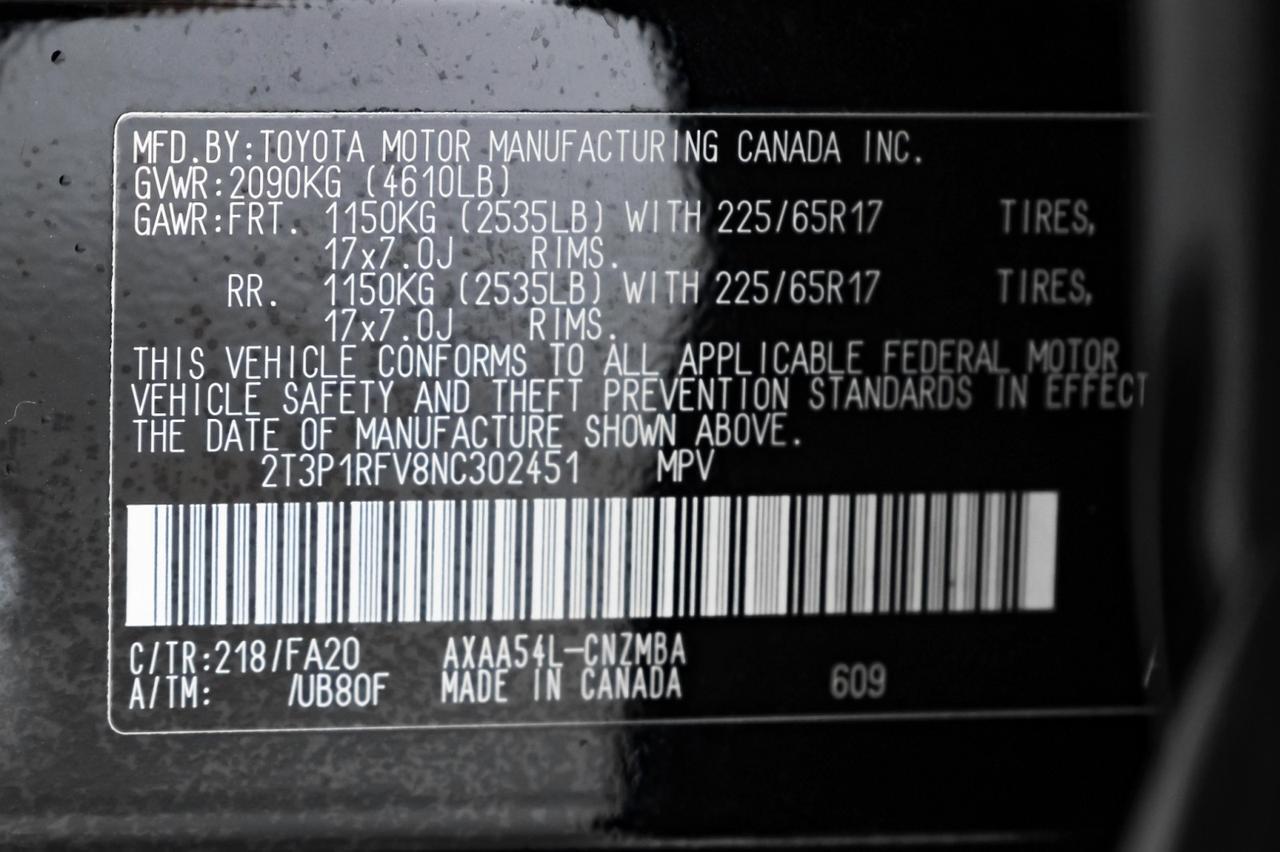 MFD.BY:TOYOTA MOTOR MANUFACTURING CANADA INC.
GVWR:2090KG (4610LB)
GAWR:FRT. 1150KG (2535LB) WITH 225/65R17 TIRES,
17x7.0J RIMS.
RR. 1150KG (2535LB) WITH 225/65R17 TIRES,
17x7.0J RIMS.
THIS VEHICLE CONFORMS TO ALL APPLICABLE FEDERAL MOTOR
VEHICLE SAFETY AND THEFT PREVENTION STANDARDS IN EFFECT
THE DATE OF MANUFACTURE SHOWN ABOVE.
2T3P1RFV8NC302451 MPV
C/TR:218/FA20 AXAA54L-CNZMBA
A/TM: /UB80F MADE IN CANADA 609